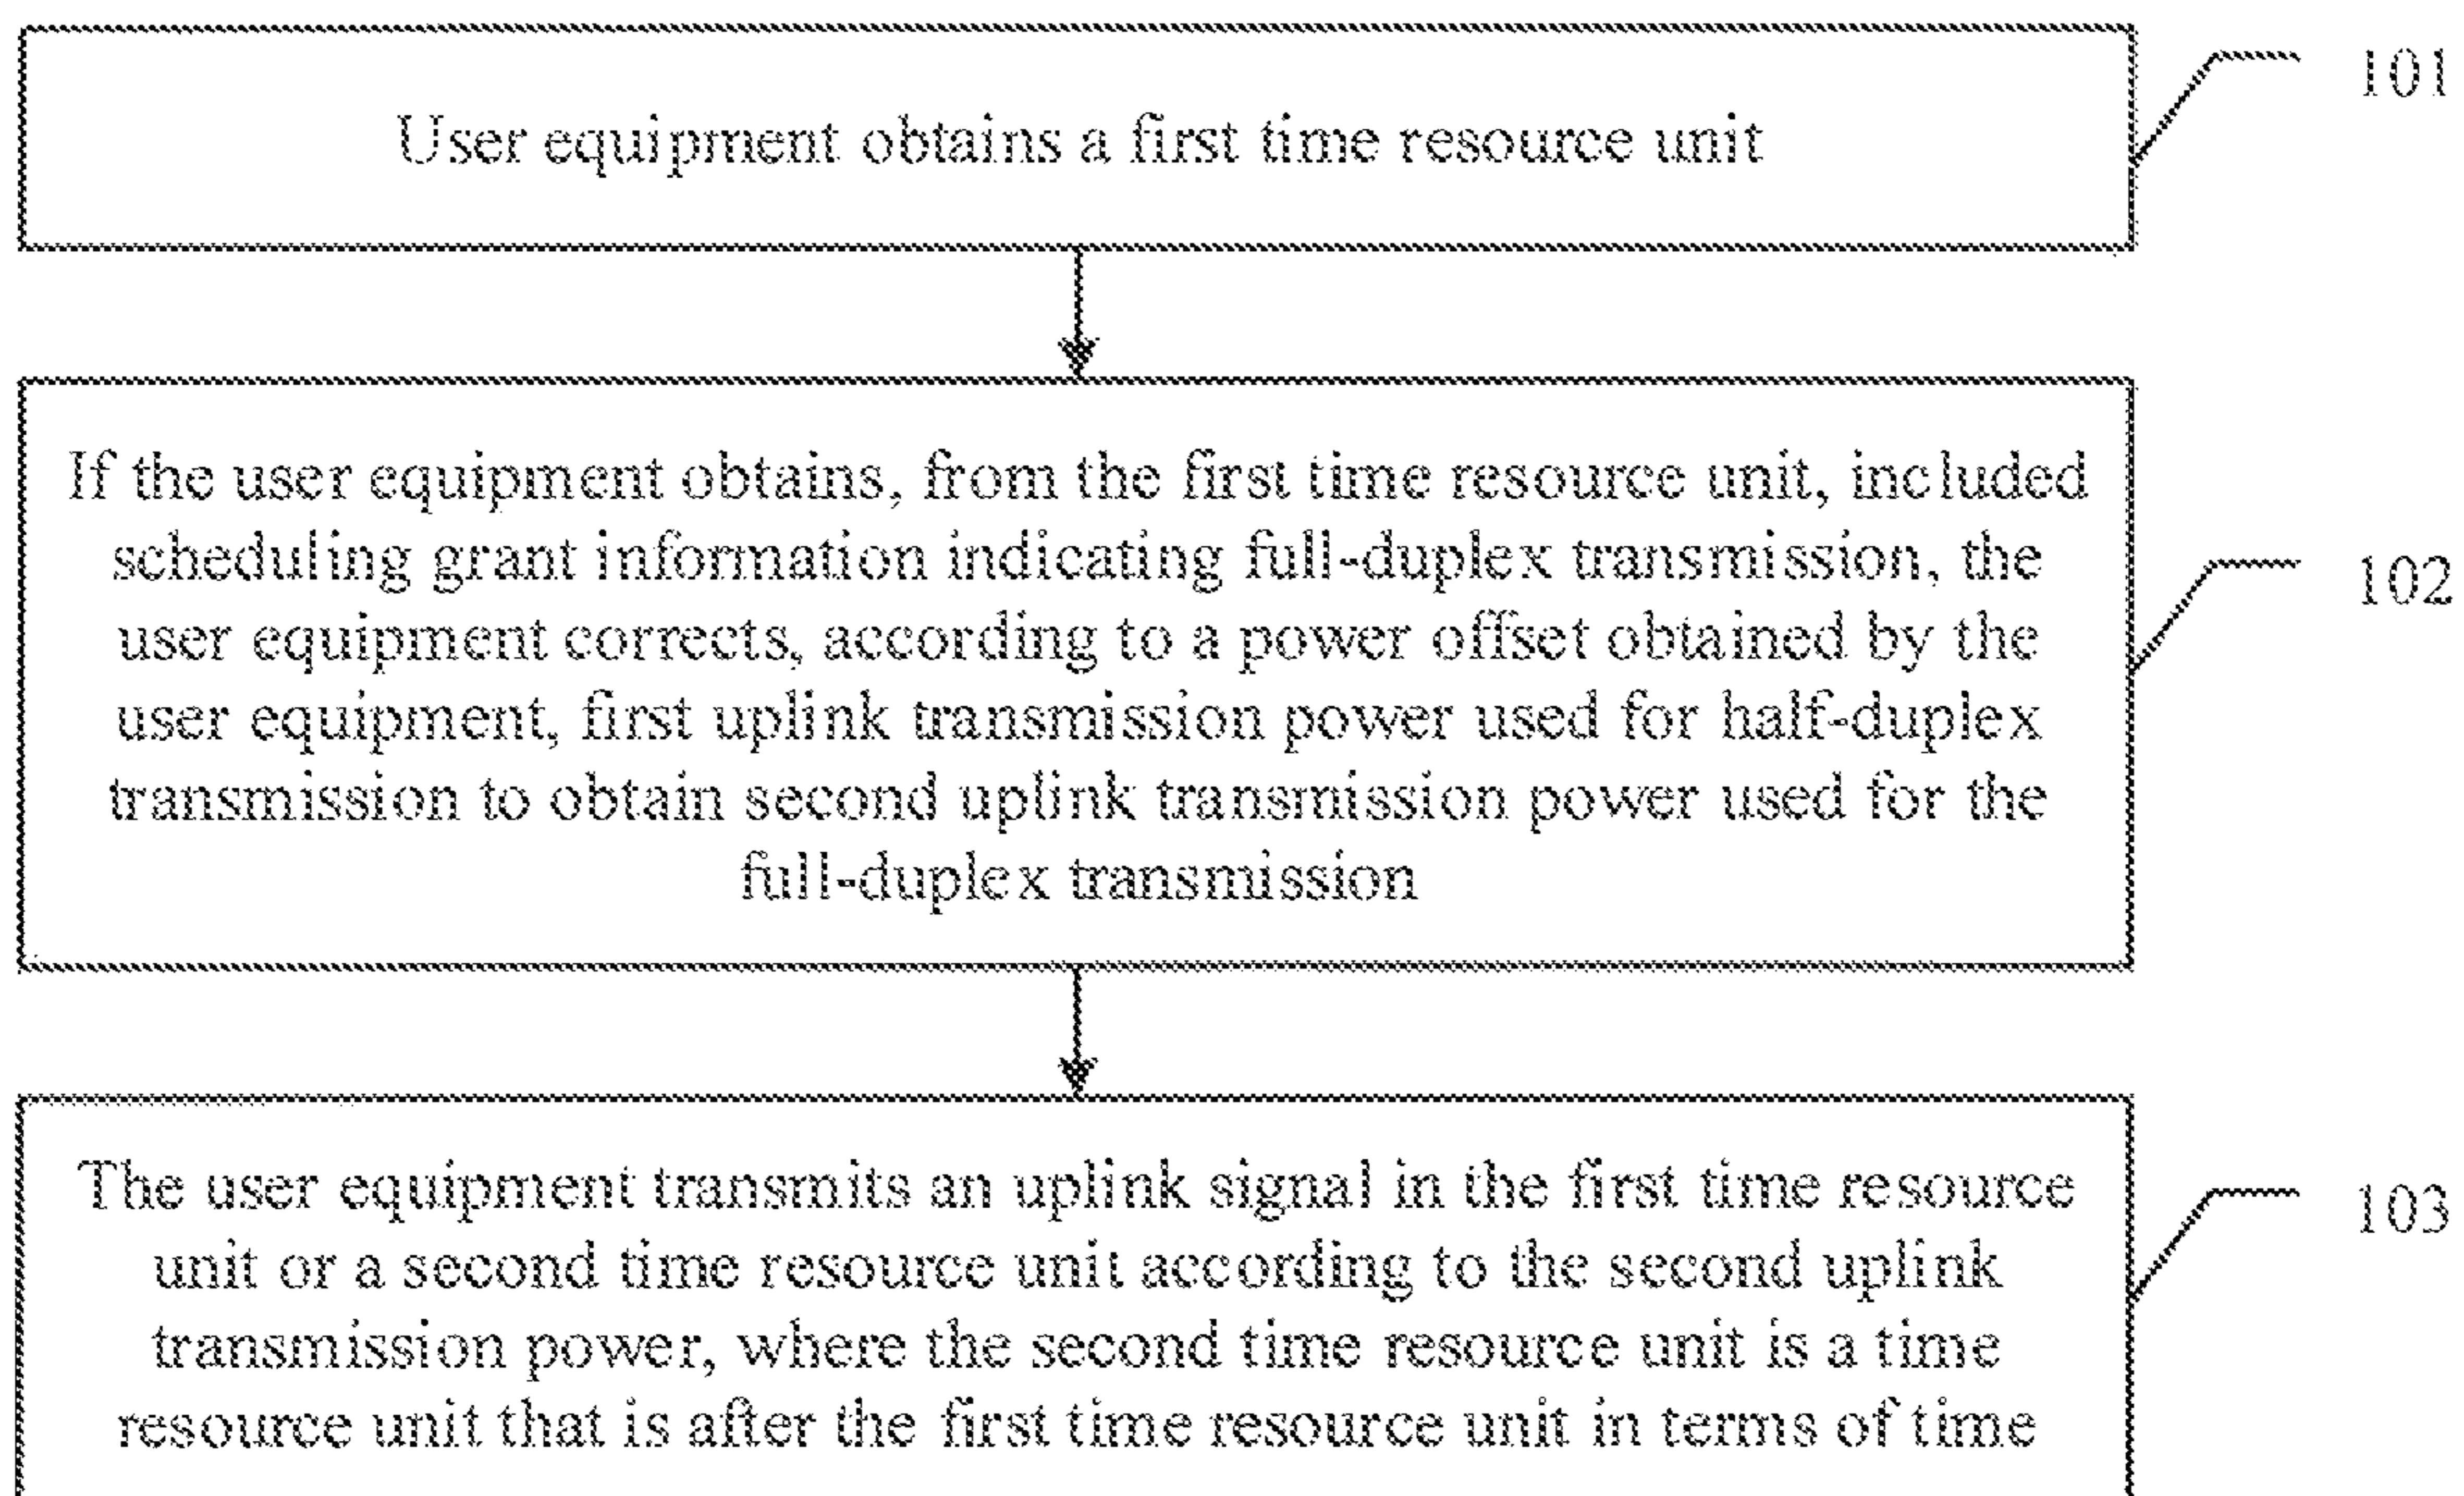 User equipment obtains a first time resource unit
101
If the user equipment obtains, from the first time resource unit, included
scheduling grant information indicating full-duplex transmission, the
user equipment corrects, according to a power offset obtained by the
user equipment, first uplink transmission power used for half-duplex
transmission to obtain second uplink transmission power used for the
full-duplex transmission
102
The user equipment transmits an uplink signal in the first time resource
unit or a second time resource unit according to the second uplink
transmission power, where the second time resource unit is a time
resource unit that is after the first time resource unit in terms of time
103